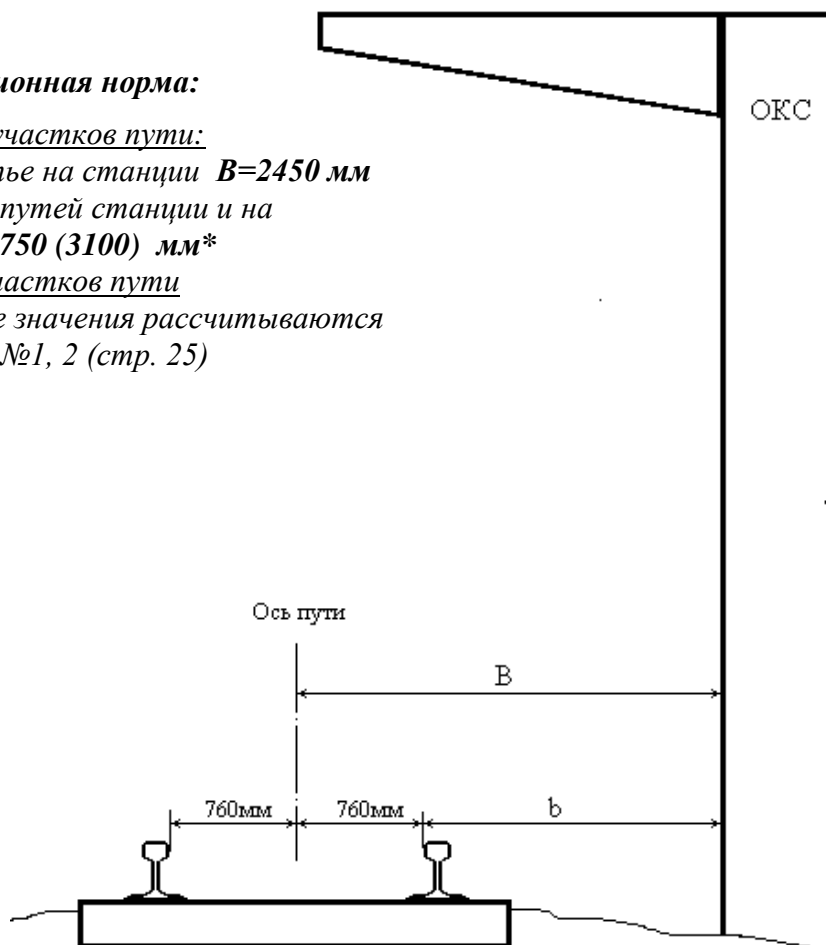 ионная норма:
участков пути:
тье на станции В=2450 мм
путей станции и на
750 (3100) мм*
частков пути
е значения рассчитываются
№1, 2 (стр. 25)
ОКС
Ось пути
В
760мм 760мм b